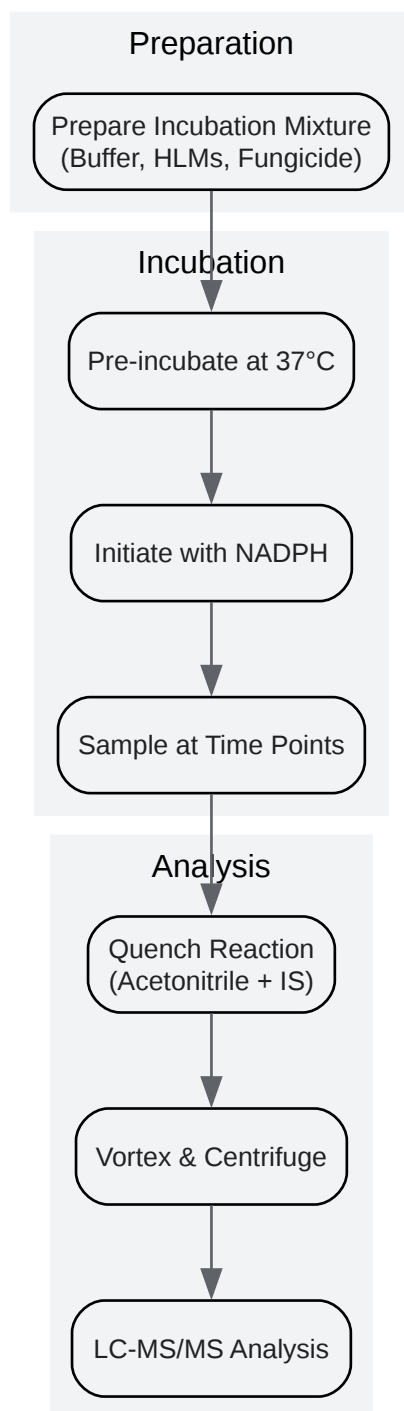 Preparation
Prepare Incubation Mixture
(Buffer, HLMs, Fungicide)
Incubation
Pre-incubate at 37°C
Initiate with NADPH
Sample at Time Points
Analysis
Quench Reaction
(Acetonitrile + IS)
Vortex & Centrifuge
LC-MS/MS Analysis